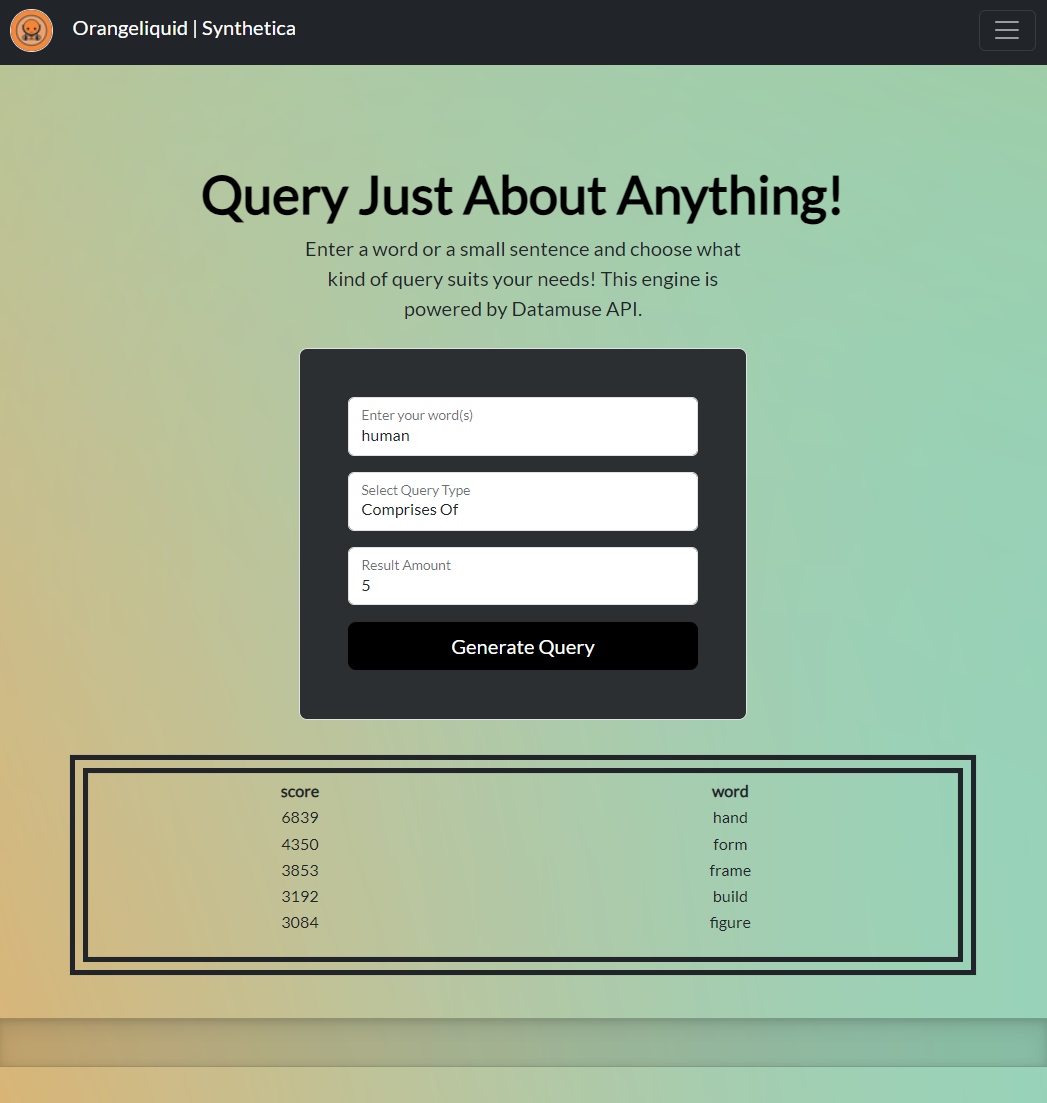 Orangeliquid | Synthetica
Query Just About Anything!
Enter a word or a small sentence and choose what
kind of query suits your needs! This engine is
powered by Datamuse API.
Enter your word(s)
human
Select Query Type
Comprises Of
Result Amount
5
Generate Query
score word
6839 hand
4350 form
3853 frame
3192 build
3084 figure